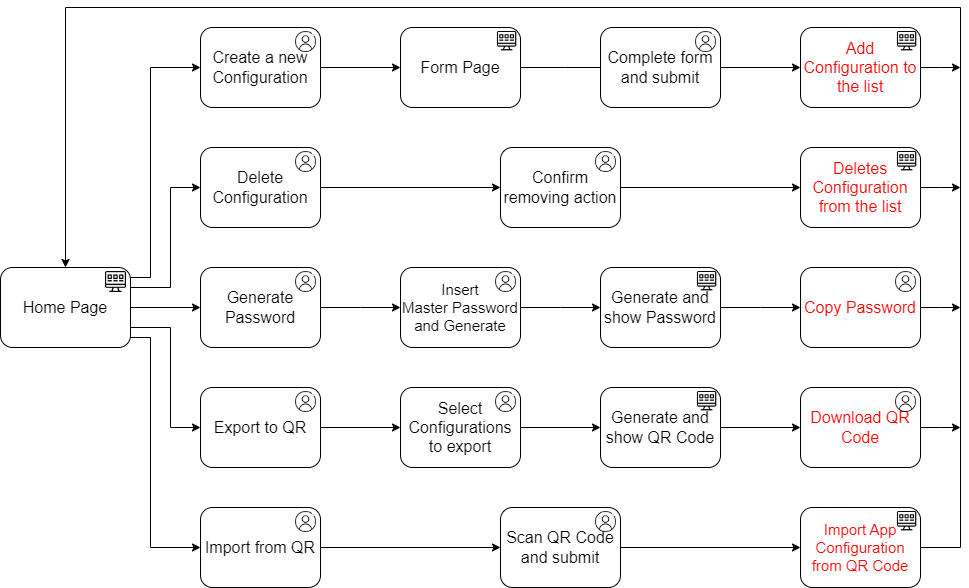 Create a new
Configuration
Form Page
Complete form
and submit
Add
Configuration to
the list
Delete
Configuration
Confirm
removing action
Deletes
Configuration
from the list
Home Page
Generate
Password
Insert
Master Password
and Generate
Generate and
show Password
Copy Password
Export to QR
Select
Configurations
to export
Generate and
show QR Code
Download QR
Code
Import from QR
Scan QR Code
and submit
Import App
Configuration
from QR Code